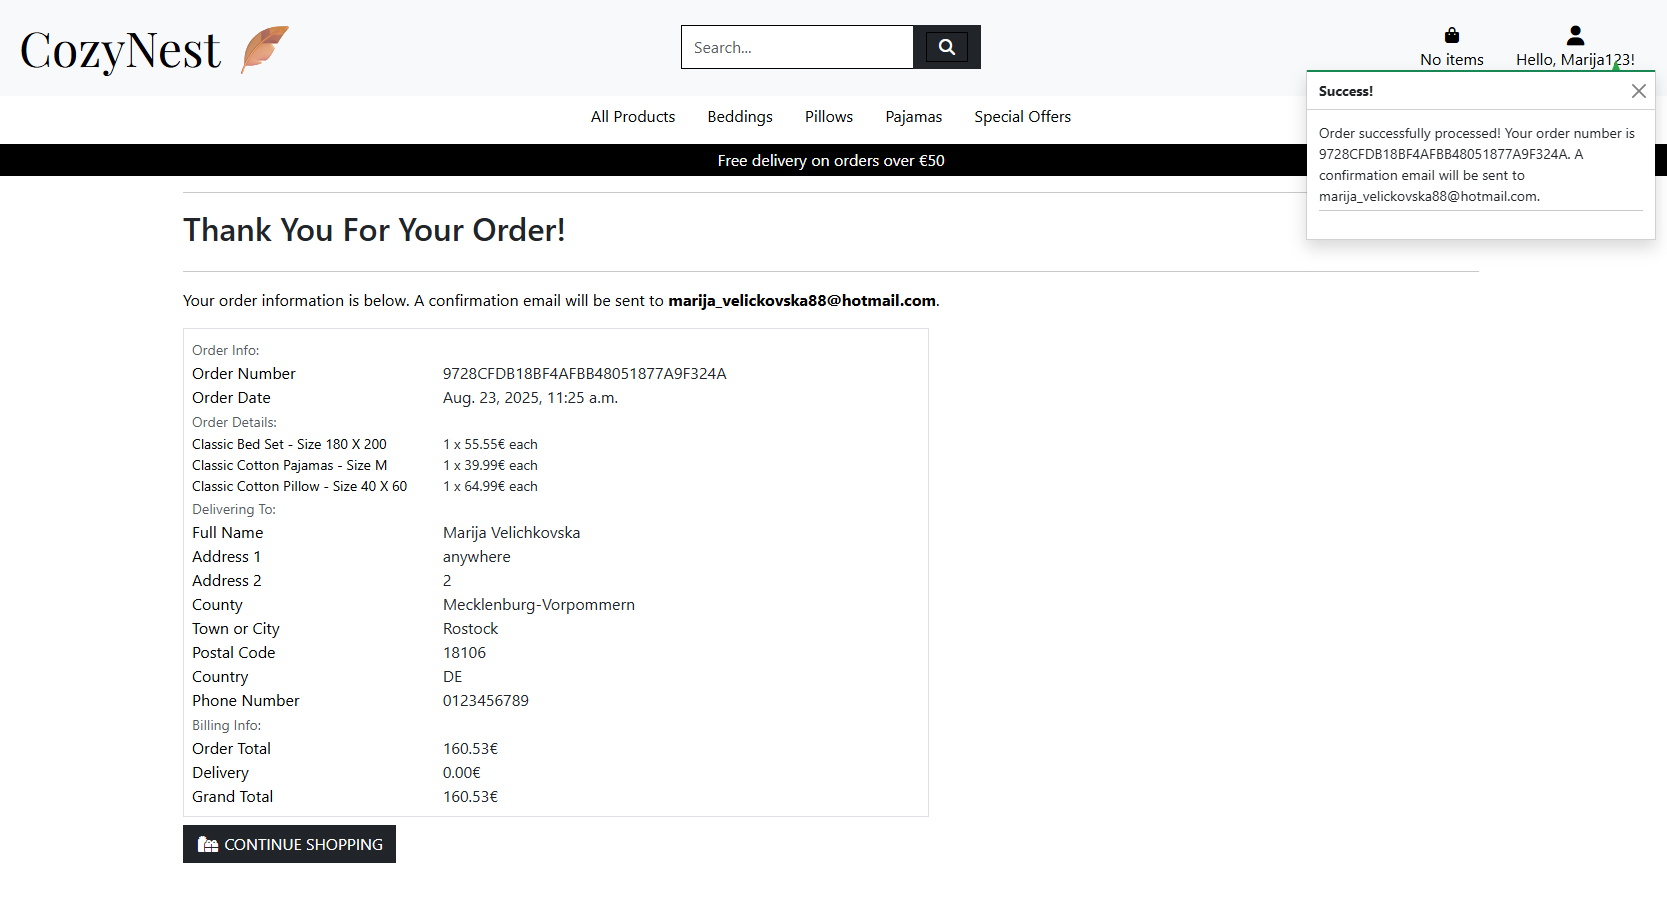 CozyNest
Search...
No items
Hello, Marija123!
All Products Beddings Pillows Pajamas Special Offers
Free delivery on orders over €50
Success!
Order successfully processed! Your order number is
9728CFDB18BF4AFBB48051877A9F324A. A
confirmation email will be sent to
marija_velickovska88@hotmail.com.
Thank You For Your Order!
Your order information is below. A confirmation email will be sent to marija_velickovska88@hotmail.com.
Order Info:
Order Number 9728CFDB18BF4AFBB48051877A9F324A
Order Date Aug. 23, 2025, 11:25 a.m.
Order Details:
Classic Bed Set - Size 180 X 200 1 x 55.55€ each
Classic Cotton Pajamas - Size M 1 x 39.99€ each
Classic Cotton Pillow - Size 40 X 60 1 x 64.99€ each
Delivering To:
Full Name Marija Velichkovska
Address 1 anywhere
Address 2 2
County Mecklenburg-Vorpommern
Town or City Rostock
Postal Code 18106
Country DE
Phone Number 0123456789
Billing Info:
Order Total 160.53€
Delivery 0.00€
Grand Total 160.53€
CONTINUE SHOPPING